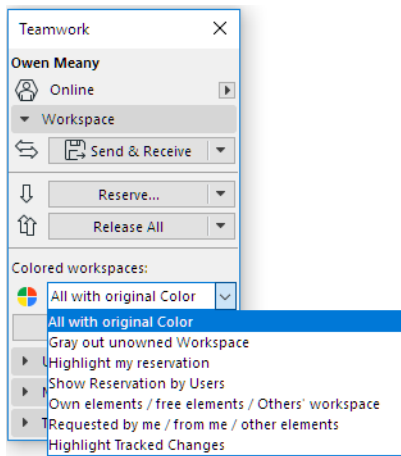 Teamwork
Owen Meany
Online
Workspace
Send & Receive
Reserve...
Release All
Colored workspaces:
All with original Color
All with original Color
Gray out unowned Workspace
Highlight my reservation
Show Reservation by Users
Own elements / free elements / Others' workspace
Requested by me / from me / other elements
Highlight Tracked Changes